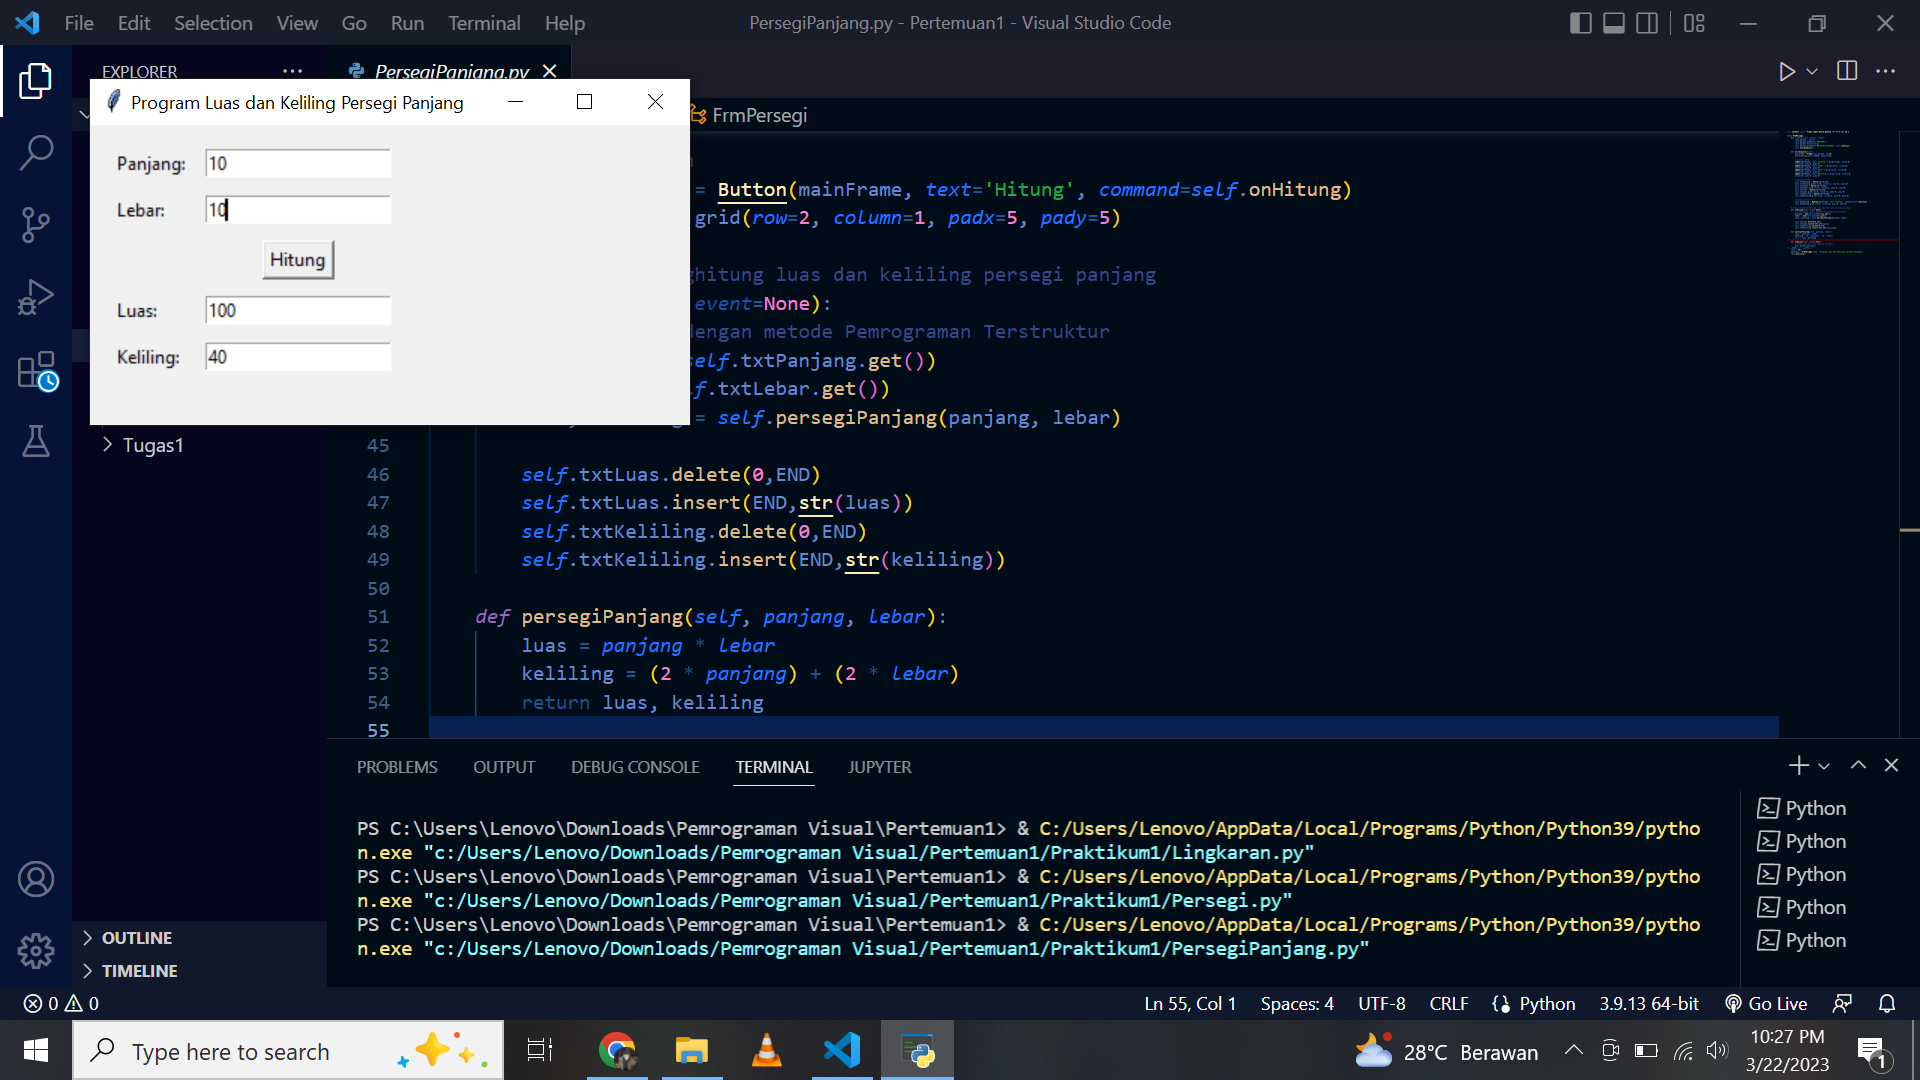 File Edit Selection View Go Run Terminal Help
PersegiPanjang.py - Pertemuan1 - Visual Studio Code
EXPLORER
PersegiPanjang.py
Program Luas dan Keliling Persegi Panjang
Panjang: 10
Lebar: 10
Hitung
Luas: 100
Keliling: 40
FrmPersegi
= Button(mainFrame, text='Hitung', command=self.onHitung)
grid(row=2, column=1, padx=5, pady=5)
hitung luas dan keliling persegi panjang
event=None):
dengan metode Pemrograman Terstruktur
self.txtPanjang.get())
f.txtLebar.get())
= self.persegiPanjang(panjang, lebar)
Tugas1
45
46 self.txtLuas.delete(0,END)
47 self.txtLuas.insert(END,str(luas))
48 self.txtKeliling.delete(0,END)
49 self.txtKeliling.insert(END,str(keliling))
50
51 def persegiPanjang(self, panjang, lebar):
52 luas = panjang * lebar
53 keliling = (2 * panjang) + (2 * lebar)
54 return luas, keliling
55
PROBLEMS OUTPUT DEBUG CONSOLE TERMINAL JUPYTER
PS C:\Users\Lenovo\Downloads\Pemrograman Visual\Pertemuan1> & C:/Users/Lenovo/AppData/Local/Programs/Python/Python39/pytho
n.exe "c:/Users/Lenovo/Downloads/Pemrograman Visual/Pertemuan1/Praktikum1/Lingkaran.py"
PS C:\Users\Lenovo\Downloads\Pemrograman Visual\Pertemuan1> & C:/Users/Lenovo/AppData/Local/Programs/Python/Python39/pytho
n.exe "c:/Users/Lenovo/Downloads/Pemrograman Visual/Pertemuan1/Praktikum1/Persegi.py"
PS C:\Users\Lenovo\Downloads\Pemrograman Visual\Pertemuan1> & C:/Users/Lenovo/AppData/Local/Programs/Python/Python39/pytho
n.exe "c:/Users/Lenovo/Downloads/Pemrograman Visual/Pertemuan1/Praktikum1/PersegiPanjang.py"
Python
Python
Python
Python
Python
OUTLINE
TIMELINE
0 0
Ln 55, Col 1 Spaces: 4 UTF-8 CRLF Python 3.9.13 64-bit Go Live
Type here to search
28°C Berawan
10:27 PM
3/22/2023
1